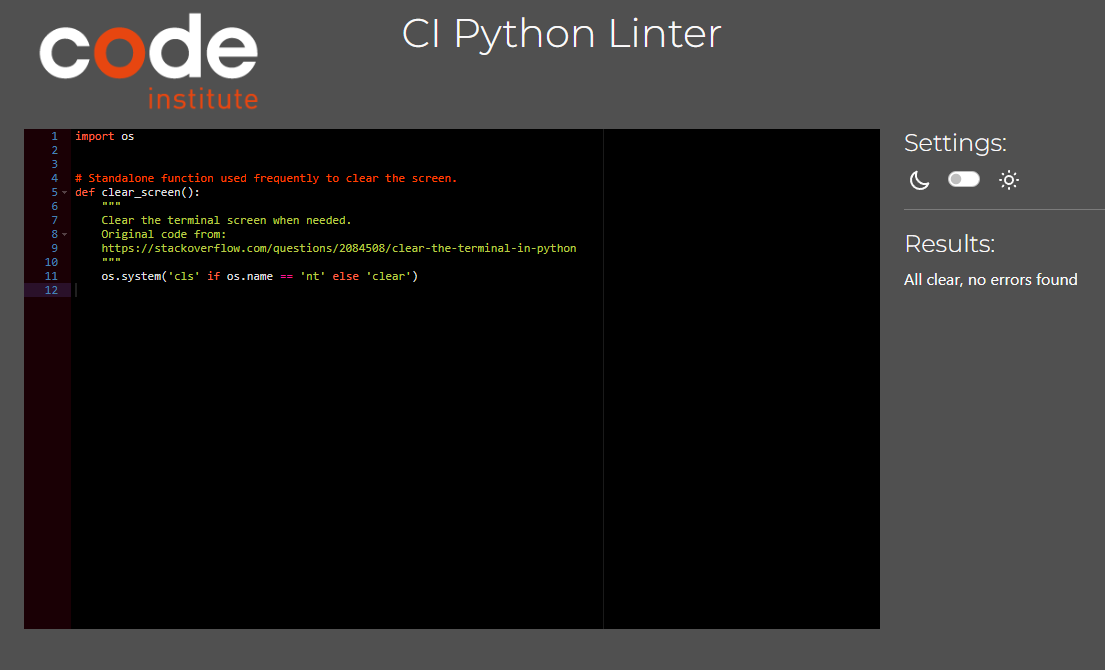 code
institute
CI Python Linter
1 import os
2
3
4 # Standalone function used frequently to clear the screen.
5 def clear_screen():
6 """
7 Clear the terminal screen when needed.
8 Original code from:
9 https://stackoverflow.com/questions/2084508/clear-the-terminal-in-python
10 """
11 os.system('cls' if os.name == 'nt' else 'clear')
12
Settings:
Results:
All clear, no errors found